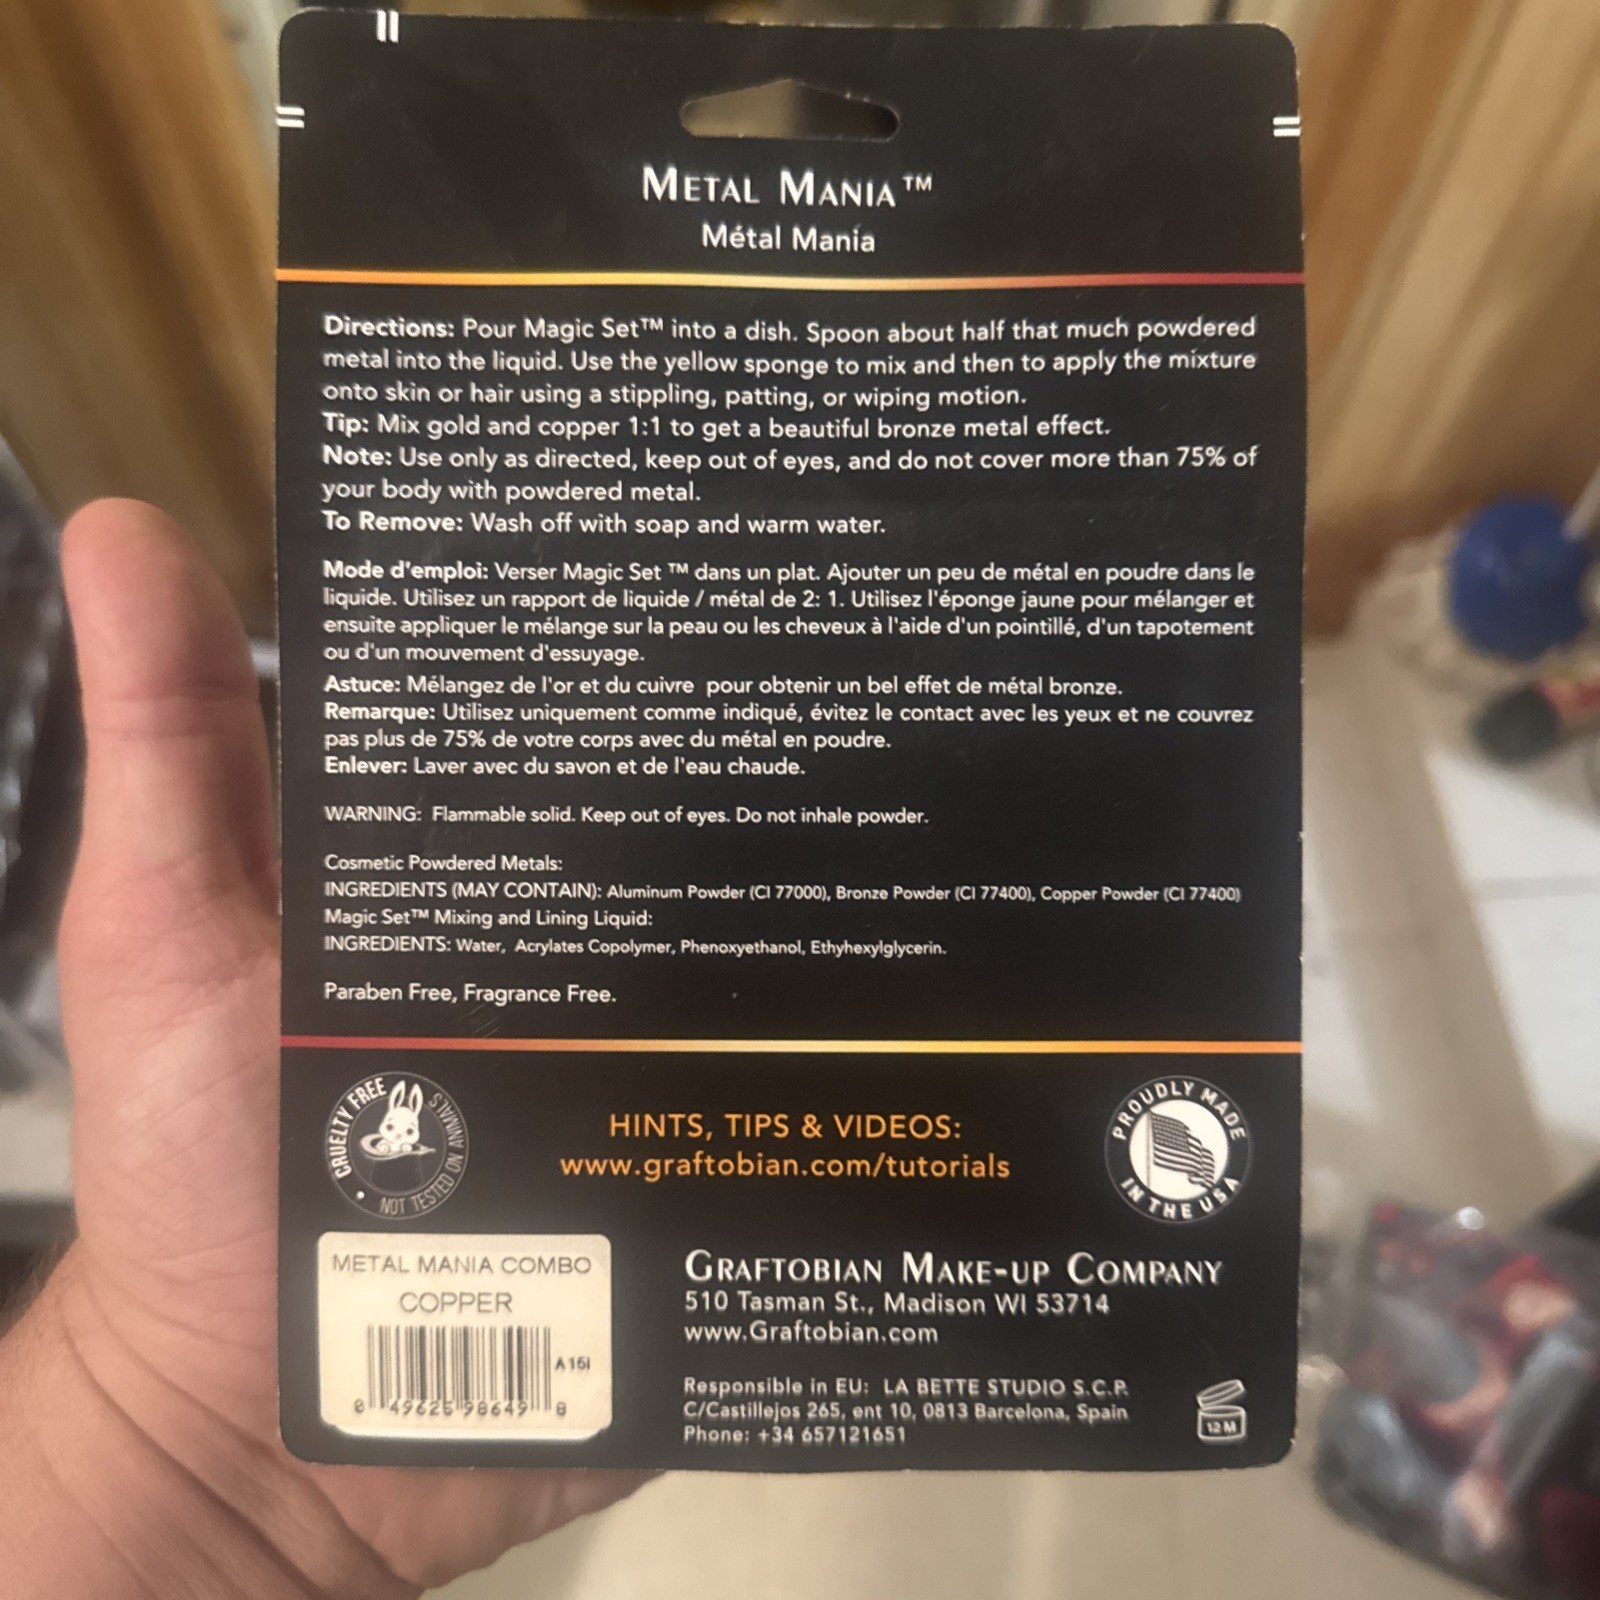 METAL MANIA™
Métal Mania
Directions: Pour Magic Set™ into a dish. Spoon about half that much powdered
metal into the liquid. Use the yellow sponge to mix and then to apply the mixture
onto skin or hair using a stippling, patting, or wiping motion.
Tip: Mix gold and copper 1:1 to get a beautiful bronze metal effect.
Note: Use only as directed, keep out of eyes, and do not cover more than 75% of
your body with powdered metal.
To Remove: Wash off with soap and warm water.
Mode d'emploi: Verser Magic Set ™ dans un plat. Ajouter un peu de métal en poudre dans le
liquide. Utilisez un rapport de liquide / métal de 2: 1. Utilisez l'éponge jaune pour mélanger et
ensuite appliquer le mélange sur la peau ou les cheveux à l'aide d'un pointillé, d'un tapotement
ou d'un mouvement d'essuyage.
Astuce: Mélangez de l'or et du cuivre pour obtenir un bel effet de métal bronze.
Remarque: Utilisez uniquement comme indiqué, évitez le contact avec les yeux et ne couvrez
pas plus de 75% de votre corps avec du métal en poudre.
Enlever: Laver avec du savon et de l'eau chaude.
WARNING: Flammable solid. Keep out of eyes. Do not inhale powder.
Cosmetic Powdered Metals:
INGREDIENTS (MAY CONTAIN): Aluminum Powder (CI 77000), Bronze Powder (CI 77400), Copper Powder (CI 77400)
Magic Set™ Mixing and Lining Liquid:
INGREDIENTS: Water, Acrylates Copolymer, Phenoxyethanol, Ethyhexylglycerin.
Paraben Free, Fragrance Free.
CRUELTY FREE • NOT TESTED ON ANIMALS
HINTS, TIPS & VIDEOS:
www.graftobian.com/tutorials
PROUDLY MADE IN THE USA
METAL MANIA COMBO
COPPER
A15I
0 49625 98649 8
GRAFTOBIAN MAKE-UP COMPANY
510 Tasman St., Madison WI 53714
www.Graftobian.com
Responsible in EU: LA BETTE STUDIO S.C.P.
C/Castillejos 265, ent 10, 0813 Barcelona, Spain
Phone: +34 657121651
12 M